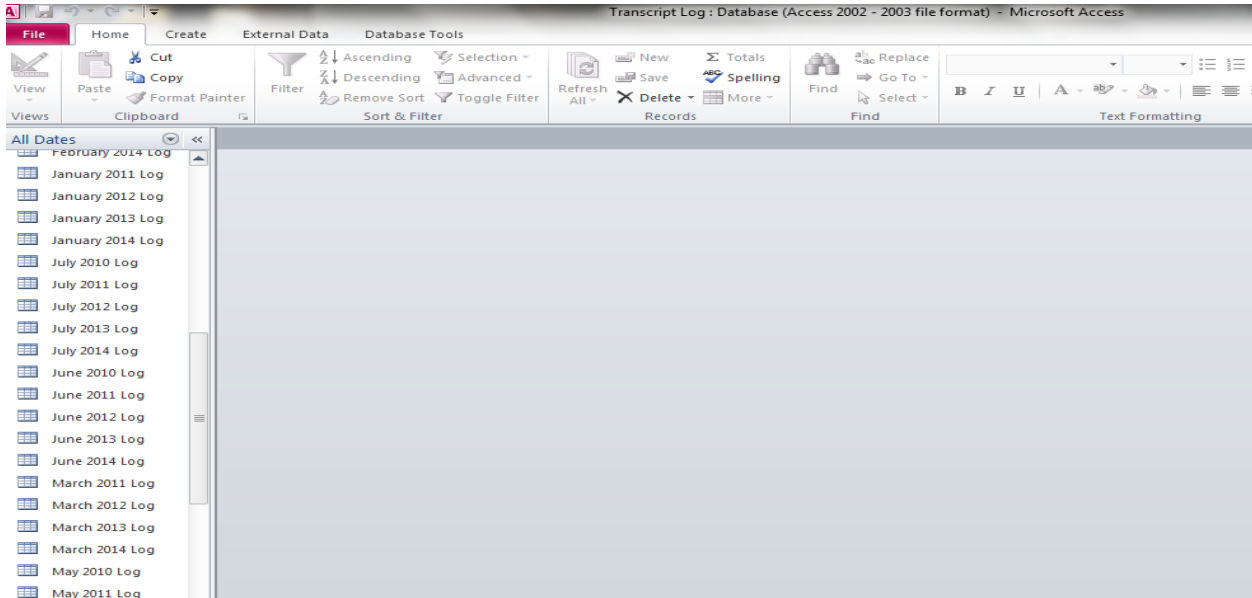 Transcript Log : Database (Access 2002 - 2003 file format) - Microsoft Access
File Home Create External Data Database Tools
View
Paste
Cut
Copy
Format Painter
Filter
Ascending
Descending
Remove Sort
Selection
Advanced
Toggle Filter
Refresh
All
New
Save
Delete
Totals
Spelling
More
Find
Replace
Go To
Select
B I U A
Views Clipboard Sort & Filter Records Find Text Formatting
All Dates
February 2014 Log
January 2011 Log
January 2012 Log
January 2013 Log
January 2014 Log
July 2010 Log
July 2011 Log
July 2012 Log
July 2013 Log
July 2014 Log
June 2010 Log
June 2011 Log
June 2012 Log
June 2013 Log
June 2014 Log
March 2011 Log
March 2012 Log
March 2013 Log
March 2014 Log
May 2010 Log
May 2011 Log